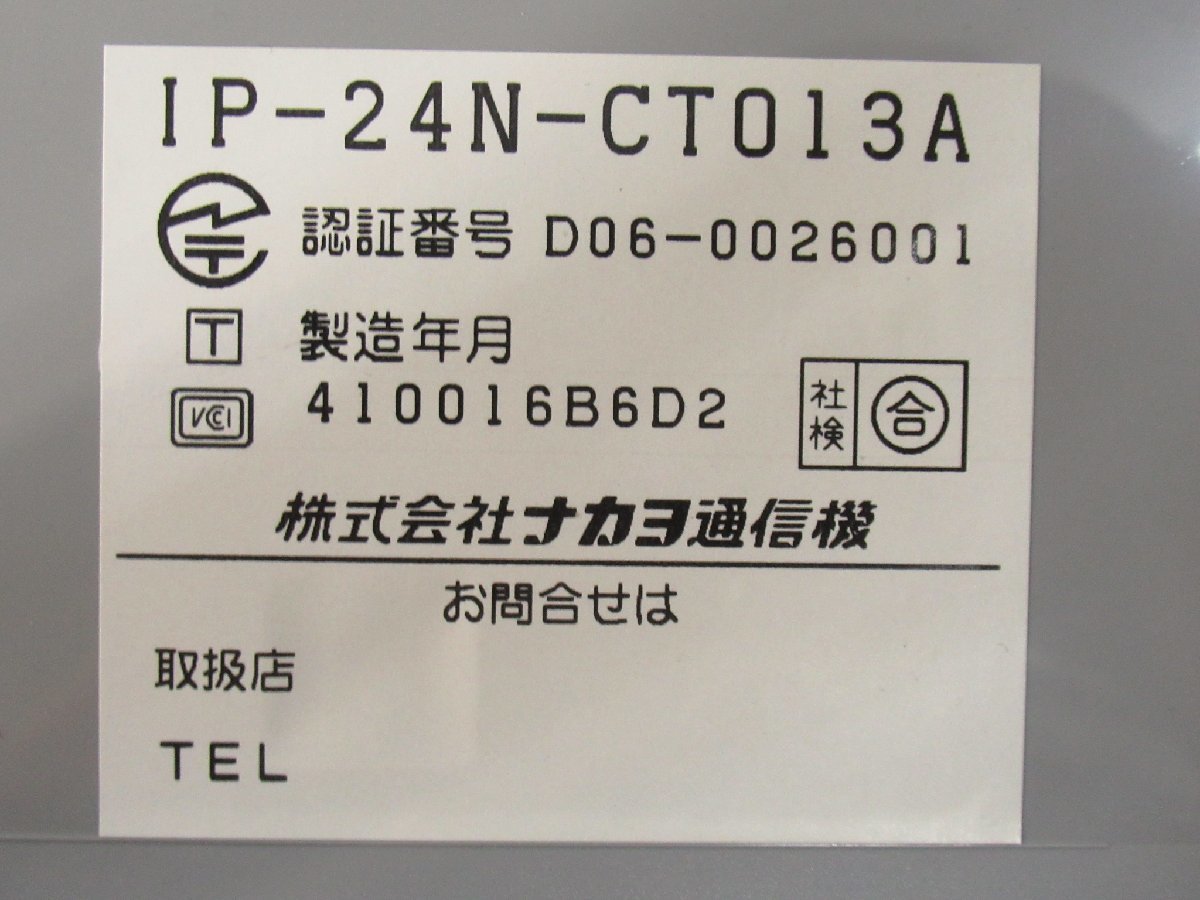 IP-24N-CT013A
認証番号 D06-0026001
T 製造年月
VCCI 410016B6D2
社検 合
株式会社ナカヨ通信機
お問合せは
取扱店
TEL